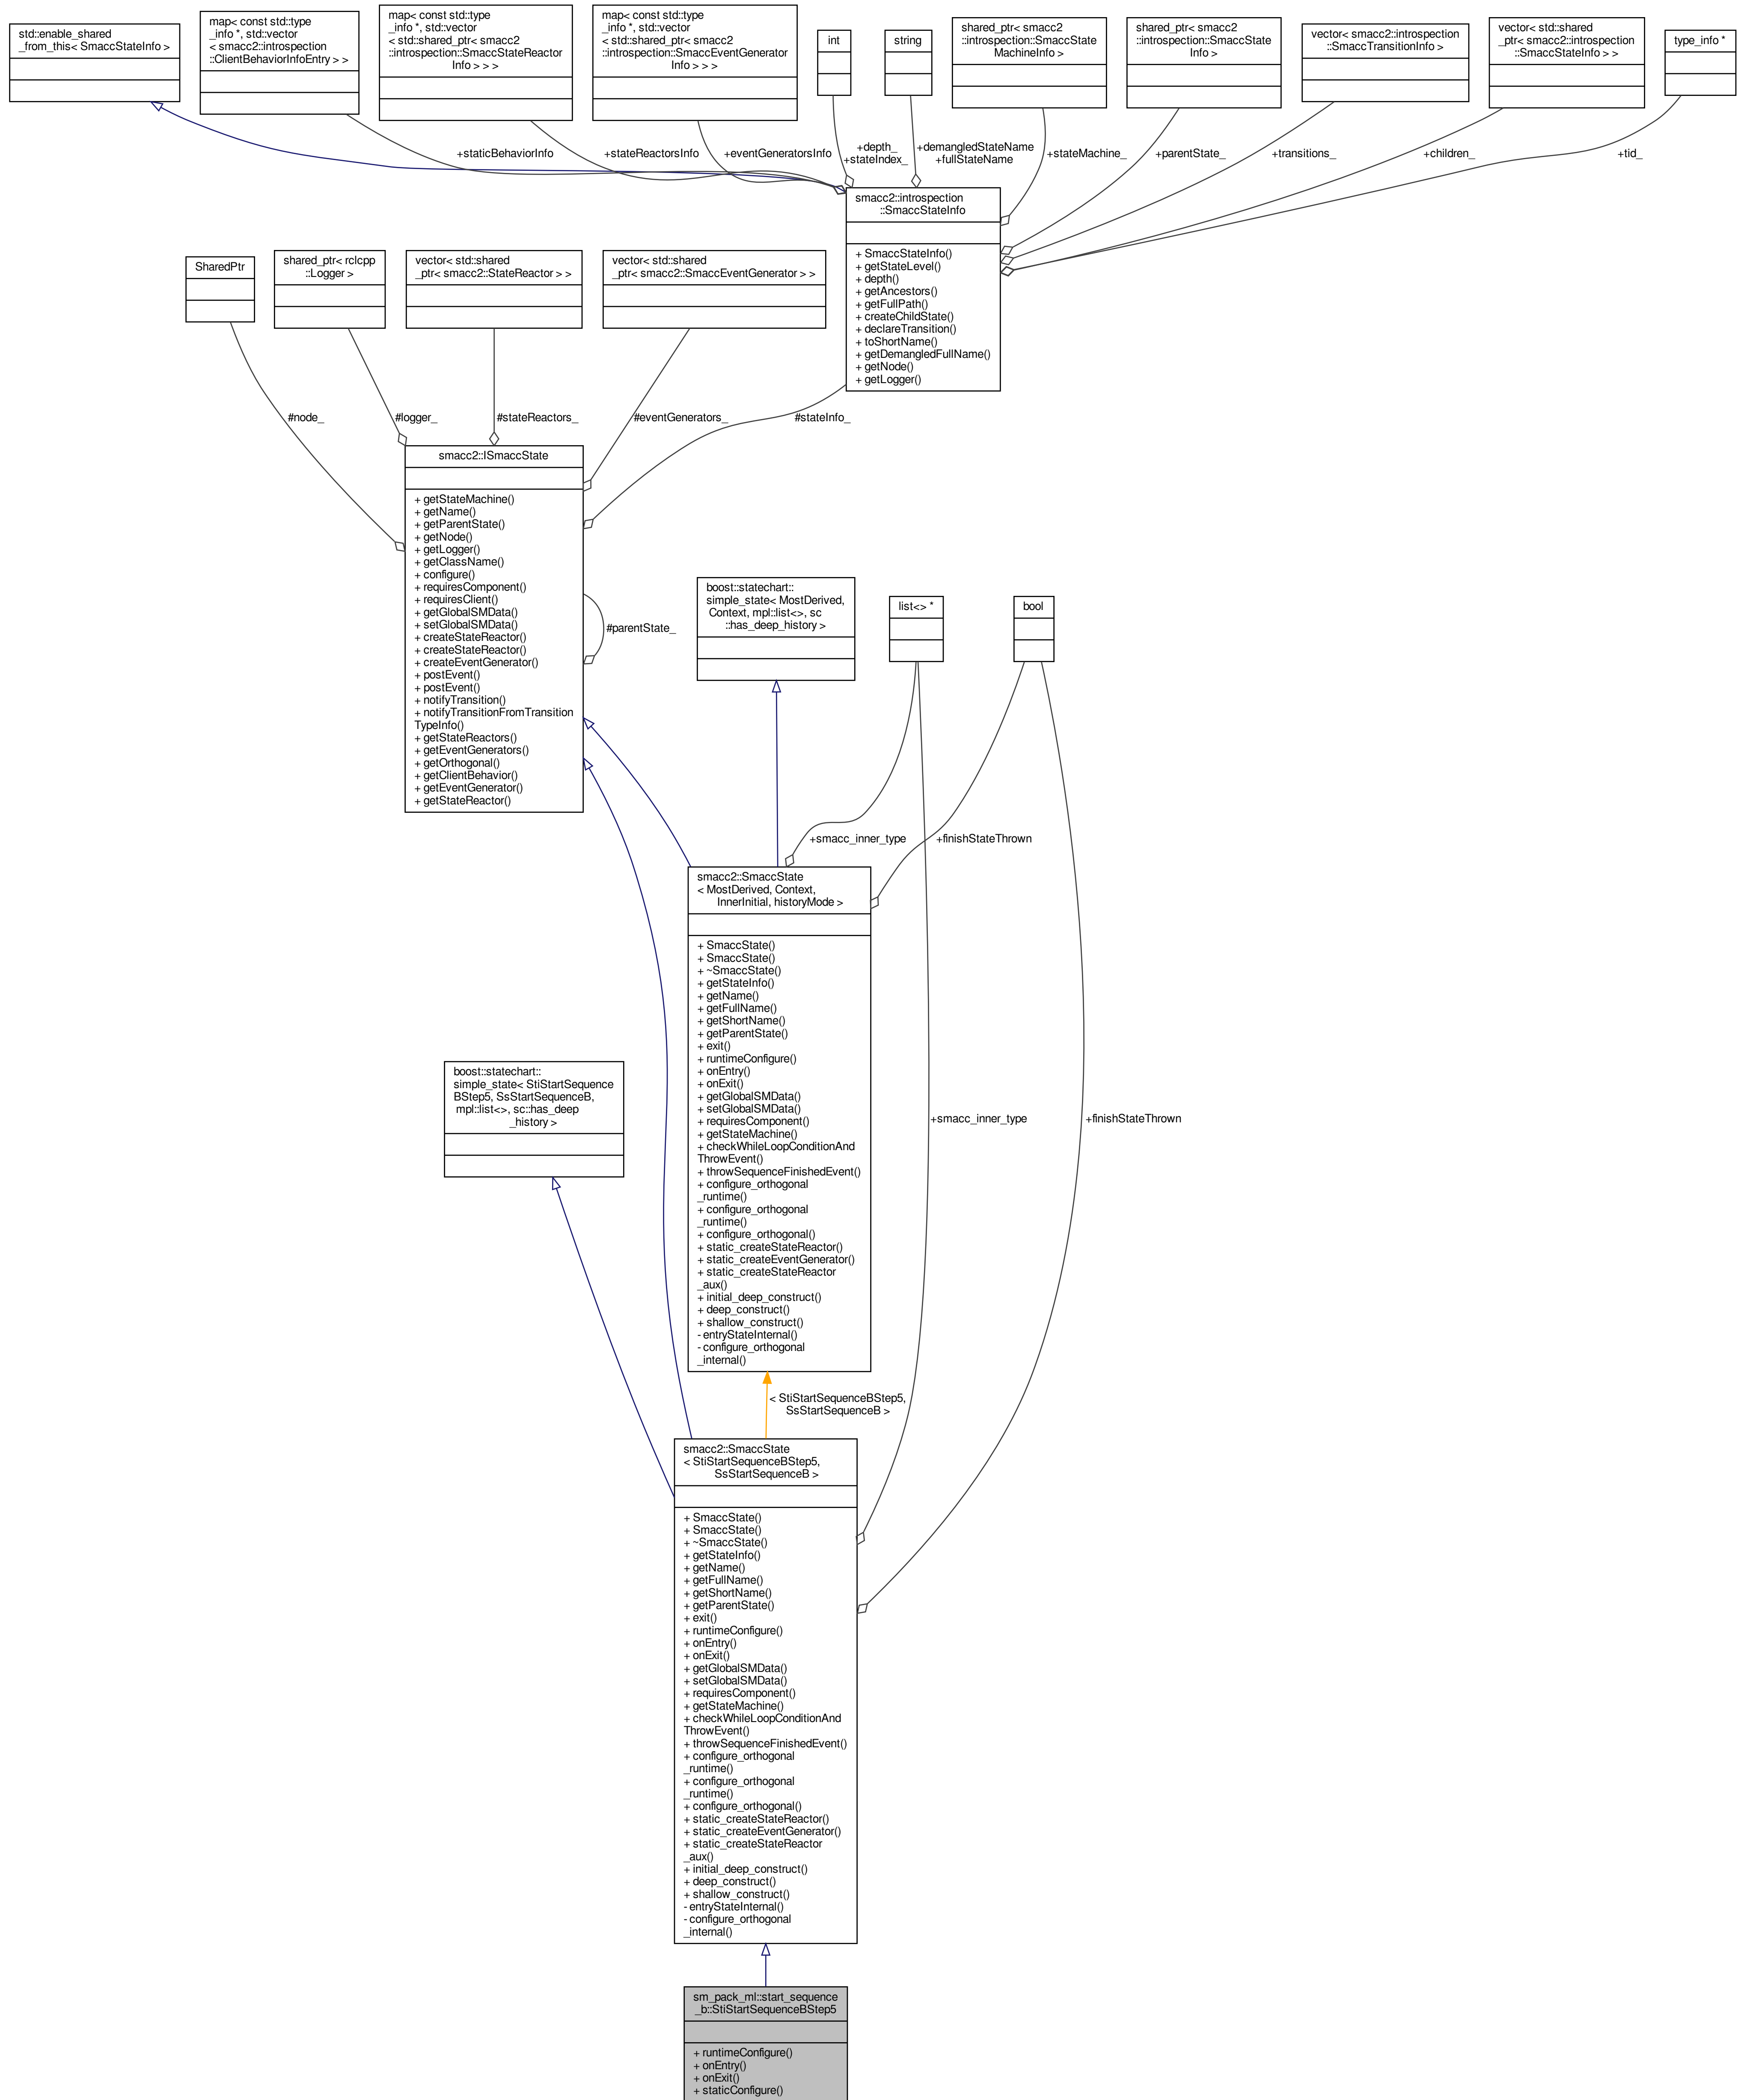 std::enable_shared
_from_this< SmaccStateInfo >
map< const std::type
_info *, std::vector
< smacc2::introspection
::ClientBehaviorInfoEntry > >
map< const std::type
_info *, std::vector
< std::shared_ptr< smacc2
::introspection::SmaccStateReactor
Info > > >
map< const std::type
_info *, std::vector
< std::shared_ptr< smacc2
::introspection::SmaccEventGenerator
Info > > >
int
string
shared_ptr< smacc2
::introspection::SmaccState
MachineInfo >
shared_ptr< smacc2
::introspection::SmaccState
Info >
vector< smacc2::introspection
::SmaccTransitionInfo >
vector< std::shared
_ptr< smacc2::introspection
::SmaccStateInfo > >
type_info *
+staticBehaviorInfo
+stateReactorsInfo
+eventGeneratorsInfo
+depth_
+stateIndex_
+demangledStateName
+fullStateName
+stateMachine_
+parentState_
+transitions_
+children_
+tid_
smacc2::introspection
::SmaccStateInfo
+ SmaccStateInfo()
+ getStateLevel()
+ depth()
+ getAncestors()
+ getFullPath()
+ createChildState()
+ declareTransition()
+ toShortName()
+ getDemangledFullName()
+ getNode()
+ getLogger()
SharedPtr
shared_ptr< rclcpp
::Logger >
vector< std::shared
_ptr< smacc2::StateReactor > >
vector< std::shared
_ptr< smacc2::SmaccEventGenerator > >
#node_
#logger_
#stateReactors_
#eventGenerators_
#stateInfo_
smacc2::ISmaccState
+ getStateMachine()
+ getName()
+ getParentState()
+ getNode()
+ getLogger()
+ getClassName()
+ configure()
+ requiresComponent()
+ requiresClient()
+ getGlobalSMData()
+ setGlobalSMData()
+ createStateReactor()
+ createStateReactor()
+ createEventGenerator()
+ postEvent()
+ postEvent()
+ notifyTransition()
+ notifyTransitionFromTransition
TypeInfo()
+ getStateReactors()
+ getEventGenerators()
+ getOrthogonal()
+ getClientBehavior()
+ getEventGenerator()
+ getStateReactor()
#parentState_
boost::statechart::
simple_state< MostDerived,
Context, mpl::list<>, sc
::has_deep_history >
list<> *
bool
+smacc_inner_type
+finishStateThrown
smacc2::SmaccState
< MostDerived, Context,
InnerInitial, historyMode >
+ SmaccState()
+ SmaccState()
+ ~SmaccState()
+ getStateInfo()
+ getName()
+ getFullName()
+ getShortName()
+ getParentState()
+ exit()
+ runtimeConfigure()
+ onEntry()
+ onExit()
+ getGlobalSMData()
+ setGlobalSMData()
+ requiresComponent()
+ getStateMachine()
+ checkWhileLoopConditionAnd
ThrowEvent()
+ throwSequenceFinishedEvent()
+ configure_orthogonal
_runtime()
+ configure_orthogonal
_runtime()
+ configure_orthogonal()
+ static_createStateReactor()
+ static_createEventGenerator()
+ static_createStateReactor
_aux()
+ initial_deep_construct()
+ deep_construct()
+ shallow_construct()
- entryStateInternal()
- configure_orthogonal
_internal()
boost::statechart::
simple_state< StiStartSequence
BStep5, SsStartSequenceB,
mpl::list<>, sc::has_deep
_history >
+smacc_inner_type
+finishStateThrown
< StiStartSequenceBStep5,
SsStartSequenceB >
smacc2::SmaccState
< StiStartSequenceBStep5,
SsStartSequenceB >
+ SmaccState()
+ SmaccState()
+ ~SmaccState()
+ getStateInfo()
+ getName()
+ getFullName()
+ getShortName()
+ getParentState()
+ exit()
+ runtimeConfigure()
+ onEntry()
+ onExit()
+ getGlobalSMData()
+ setGlobalSMData()
+ requiresComponent()
+ getStateMachine()
+ checkWhileLoopConditionAnd
ThrowEvent()
+ throwSequenceFinishedEvent()
+ configure_orthogonal
_runtime()
+ configure_orthogonal
_runtime()
+ configure_orthogonal()
+ static_createStateReactor()
+ static_createEventGenerator()
+ static_createStateReactor
_aux()
+ initial_deep_construct()
+ deep_construct()
+ shallow_construct()
- entryStateInternal()
- configure_orthogonal
_internal()
sm_pack_ml::start_sequence
_b::StiStartSequenceBStep5
+ runtimeConfigure()
+ onEntry()
+ onExit()
+ staticConfigure()